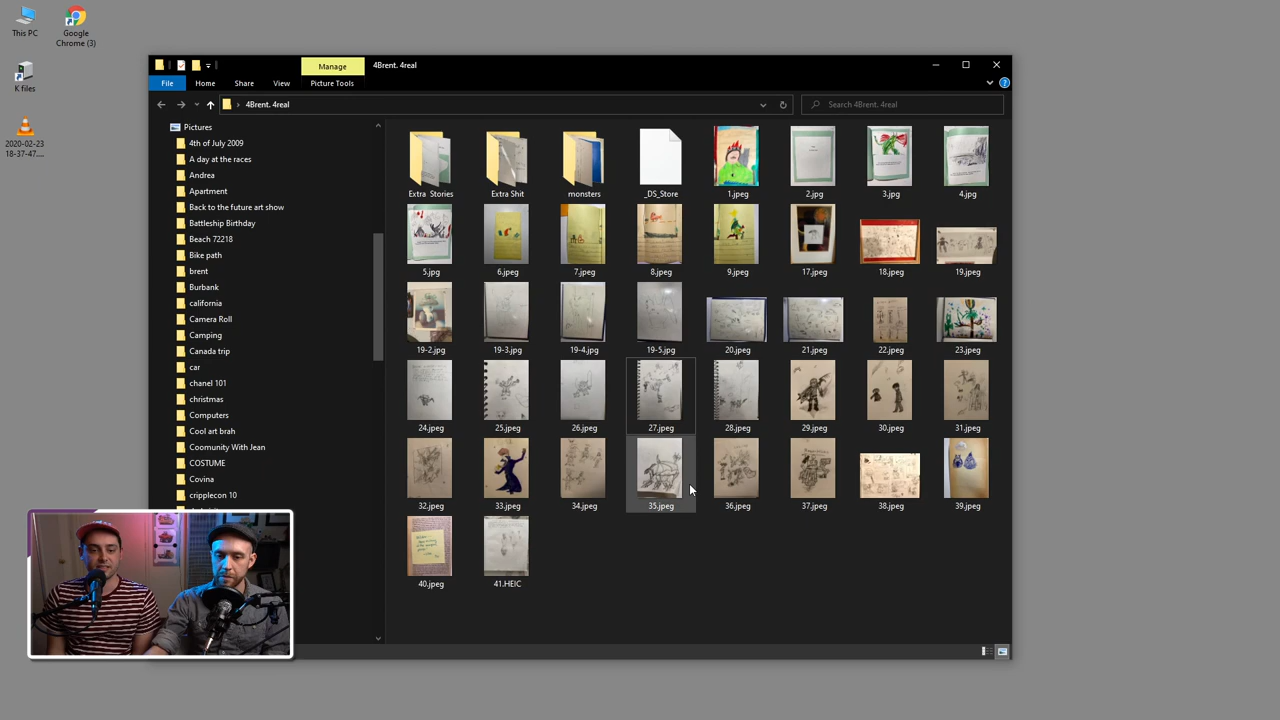 This PC
Google
Chrome (3)
K files
2020-02-23
18-37-47....
Manage
4Brent. 4real
File
Home
Share
View
Picture Tools
4Brent. 4real
Search 4Brent. 4real
Pictures
4th of July 2009
A day at the races
Andrea
Apartment
Back to the future art show
Battleship Birthday
Beach 72218
Bike path
brent
Burbank
california
Camera Roll
Camping
Canada trip
car
chanel 101
christmas
Computers
Cool art brah
Coomunity With Jean
COSTUME
Covina
cripplecon 10
Extra Stories
Extra Shit
monsters
_DS_Store
1.jpeg
2.jpg
3.jpg
4.jpg
5.jpg
6.jpeg
7.jpeg
8.jpeg
9.jpeg
17.jpeg
18.jpeg
19.jpeg
19-2.jpg
19-3.jpg
19-4.jpg
19-5.jpg
20.jpeg
21.jpeg
22.jpeg
23.jpeg
24.jpeg
25.jpeg
26.jpeg
27.jpeg
28.jpeg
29.jpeg
30.jpeg
31.jpeg
32.jpeg
33.jpeg
34.jpeg
35.jpeg
36.jpeg
37.jpeg
38.jpeg
39.jpeg
40.jpeg
41.HEIC